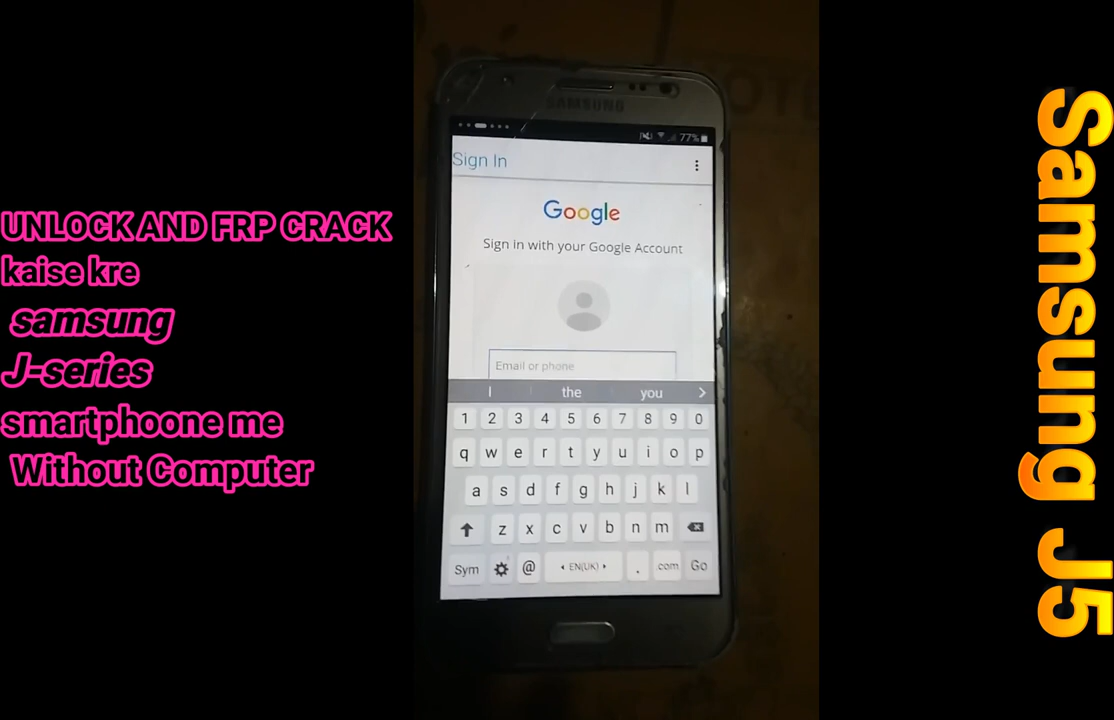 UNLOCK AND FRP CRACK
kaise kre
samsung
J-series
smartphoone me
Without Computer
SAMSUNG
77%
Sign In
Google
Sign in with your Google Account
Email or phone
I the you >
1 2 3 4 5 6 7 8 9 0
q w e r t y u i o p
a s d f g h j k l
z x c v b n m
Sym @ EN(UK) . .com Go
Samsung J5